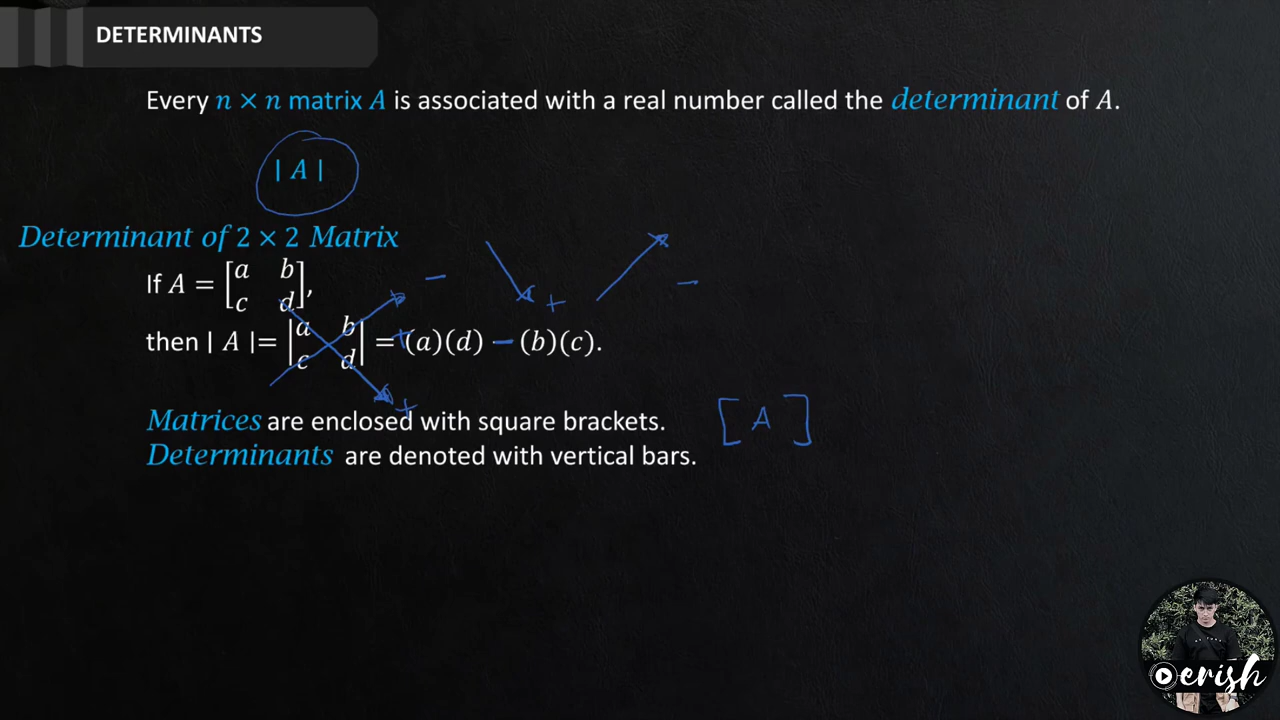 DETERMINANTS
Every n × n matrix A is associated with a real number called the determinant of A.
| A |
Determinant of 2 × 2 Matrix
If A = [a b
c d],
then | A |= |a b
c d| = +(a)(d) − (b)(c).
−
+
−
+
Matrices are enclosed with square brackets.
[ A ]
Determinants are denoted with vertical bars.
erish